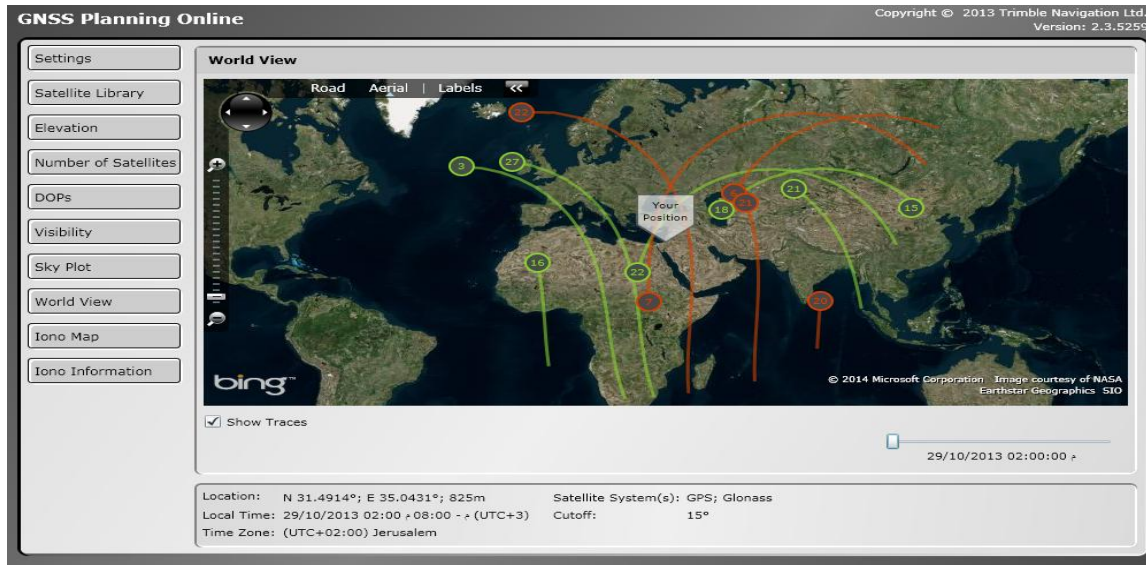 GNSS Planning Online
Copyright © 2013 Trimble Navigation Ltd.
Version: 2.3.5259
Settings
Satellite Library
Elevation
Number of Satellites
DOPs
Visibility
Sky Plot
World View
Iono Map
Iono Information
World View
Road Aerial | Labels <<
3
27
Your
Position
18
21
21
15
16
22
7
20
bing™
© 2014 Microsoft Corporation Image courtesy of NASA
Earthstar Geographics SIO
Show Traces
29/10/2013 02:00:00 م
Location: N 31.4914°; E 35.0431°; 825m Satellite System(s): GPS; Glonass
Local Time: 29/10/2013 02:00 م - 08:00 م - (UTC+3) Cutoff: 15°
Time Zone: (UTC+02:00) Jerusalem